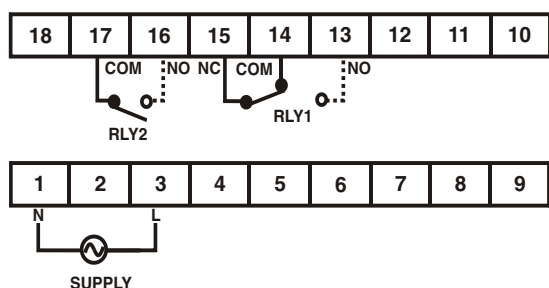 18 17 16 15 14 13 12 11 10
COM NO NC COM NO
RLY1
RLY2
1 2 3 4 5 6 7 8 9
N L
SUPPLY